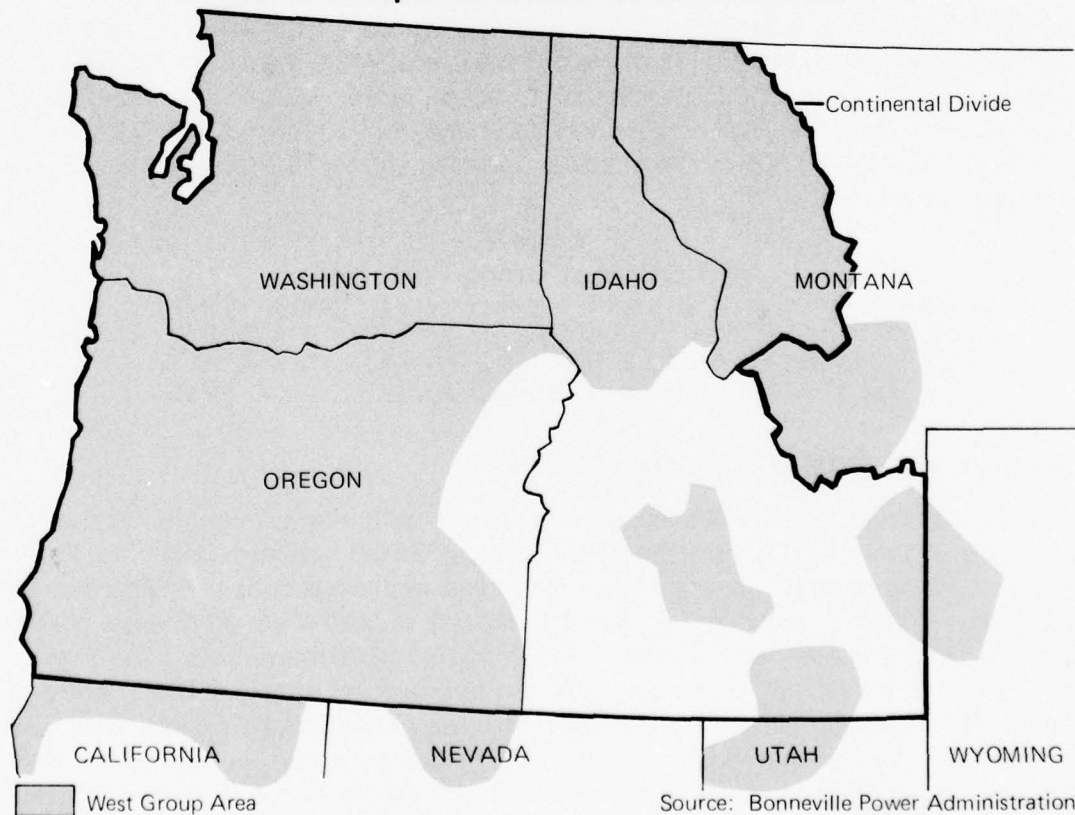 Continental Divide
WASHINGTON
IDAHO
MONTANA
OREGON
CALIFORNIA
NEVADA
UTAH
WYOMING
West Group Area
Source: Bonneville Power Administration